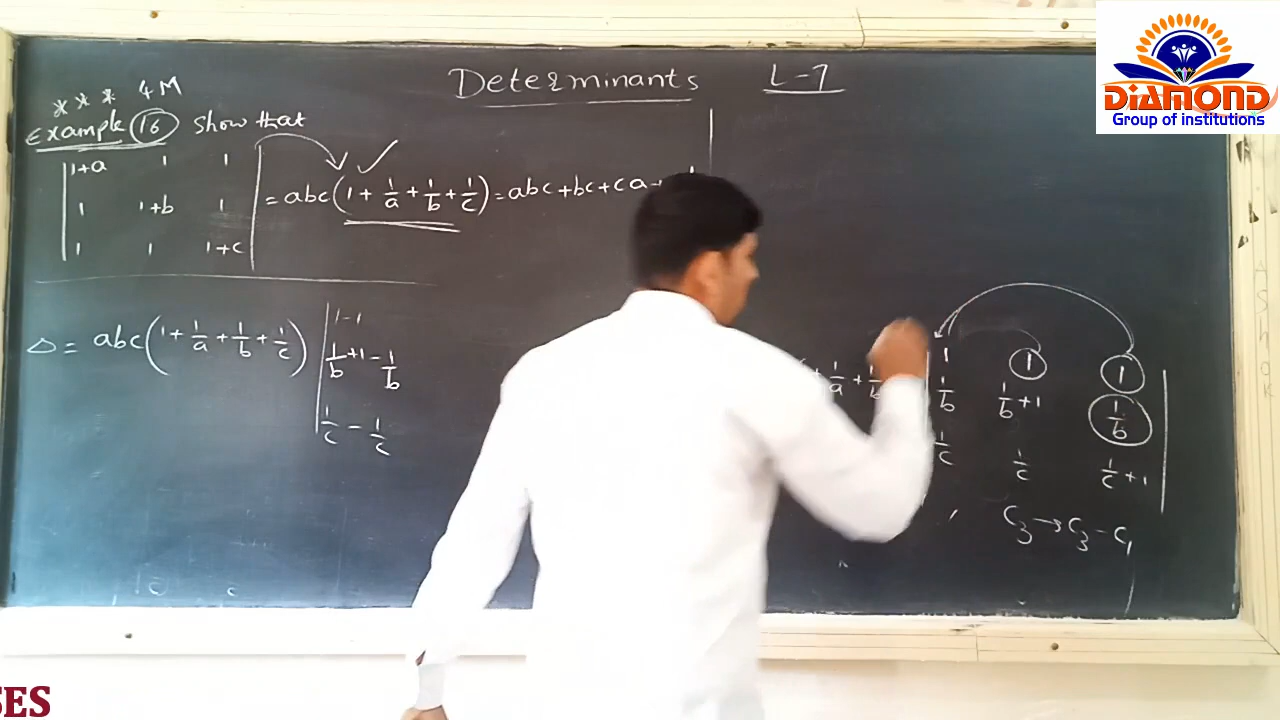 Determinants L-7
*** 4M
Example 16 show that
| 1+a 1 1 |
| 1 1+b 1 | = abc(1 + 1/a + 1/b + 1/c) = abc+bc+ca+
| 1 1 1+c |
Δ = abc(1 + 1/a + 1/b + 1/c) | 1-1
1/b +1 - 1/b
1/c - 1/c
+ 1/a + 1/b
| 1 1 1 |
| 1/b 1/b +1 1/b |
| 1/c 1/c 1/c +1 |
C3 → C3 - C1
DiAMOND
Group of institutions
SES